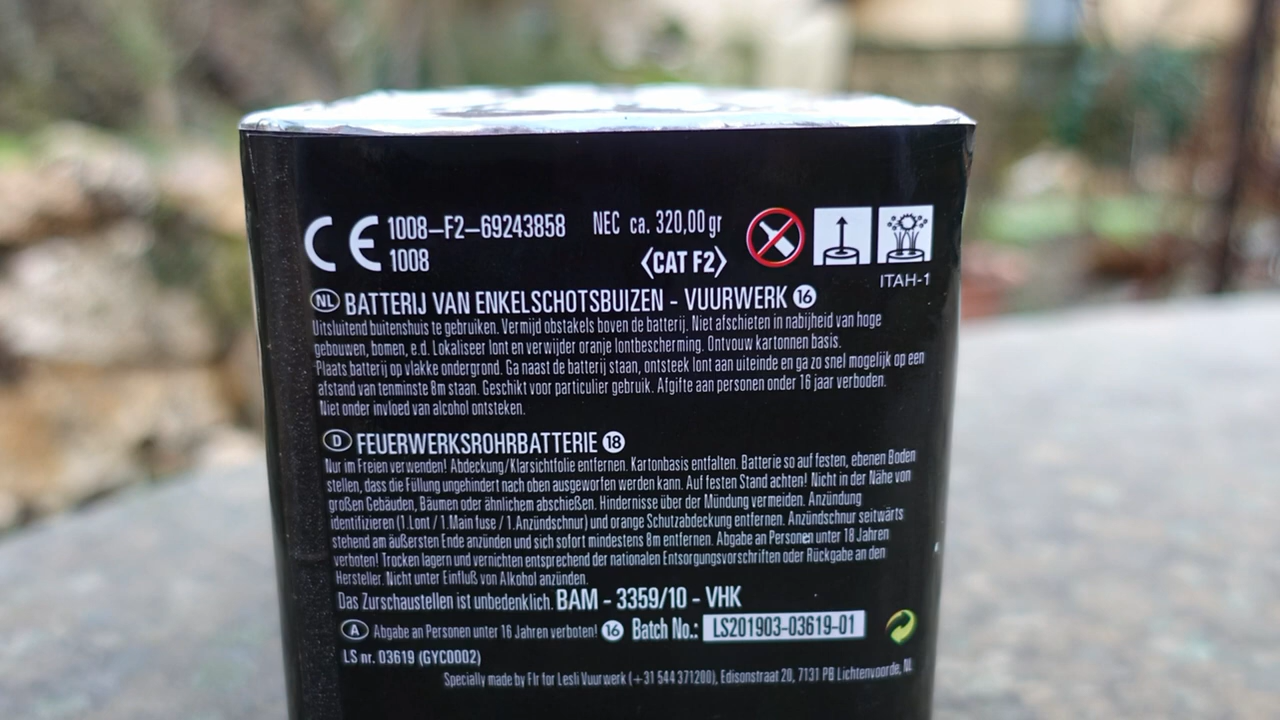 CE 1008–F2–69243858 NEC ca. 320,00 gr
1008 <CAT F2>
ITAH-1
NL BATTERIJ VAN ENKELSCHOTSBUIZEN - VUURWERK 16
Uitsluitend buitenshuis te gebruiken. Vermijd obstakels boven de batterij. Niet afschieten in nabijheid van hoge
gebouwen, bomen, e.d. Lokaliseer lont en verwijder oranje lontbescherming. Ontvouw kartonnen basis.
Plaats batterij op vlakke ondergrond. Ga naast de batterij staan, ontsteek lont aan uiteinde en ga zo snel mogelijk op een
afstand van tenminste 8m staan. Geschikt voor particulier gebruik. Afgifte aan personen onder 16 jaar verboden.
Niet onder invloed van alcohol ontsteken.
D FEUERWERKSROHRBATTERIE 18
Nur im Freien verwenden! Abdeckung/Klarsichtfolie entfernen. Kartonbasis entfalten. Batterie so auf festen, ebenen Boden
stellen, dass die Füllung ungehindert nach oben ausgeworfen werden kann. Auf festen Stand achten! Nicht in der Nähe von
großen Gebäuden, Bäumen oder ähnlichem abschießen. Hindernisse über der Mündung vermeiden. Anzündung
identifizieren (1.Lont / 1.Main fuse / 1.Anzündschnur) und orange Schutzabdeckung entfernen. Anzündschnur seitwärts
stehend am äußersten Ende anzünden und sich sofort mindestens 8m entfernen. Abgabe an Personen unter 18 Jahren
verboten! Trocken lagern und vernichten entsprechend der nationalen Entsorgungsvorschriften oder Rückgabe an den
Hersteller. Nicht unter Einfluß von Alkohol anzünden.
Das Zurschaustellen ist unbedenklich. BAM - 3359/10 - VHK
A Abgabe an Personen unter 16 Jahren verboten! 16 Batch No.: LS201903-03619-01
LS nr. 03619 (GYC0002)
Specially made by Flr for Lesli Vuurwerk (+31 544 371200), Edisonstraat 20, 7131 PB Lichtenvoorde, NL